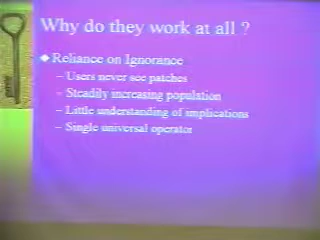 Why do they work at all ?
◆ Reliance on Ignorance
– Users never see patches
– Steadily increasing population
– Little understanding of implications
– Single universal operator